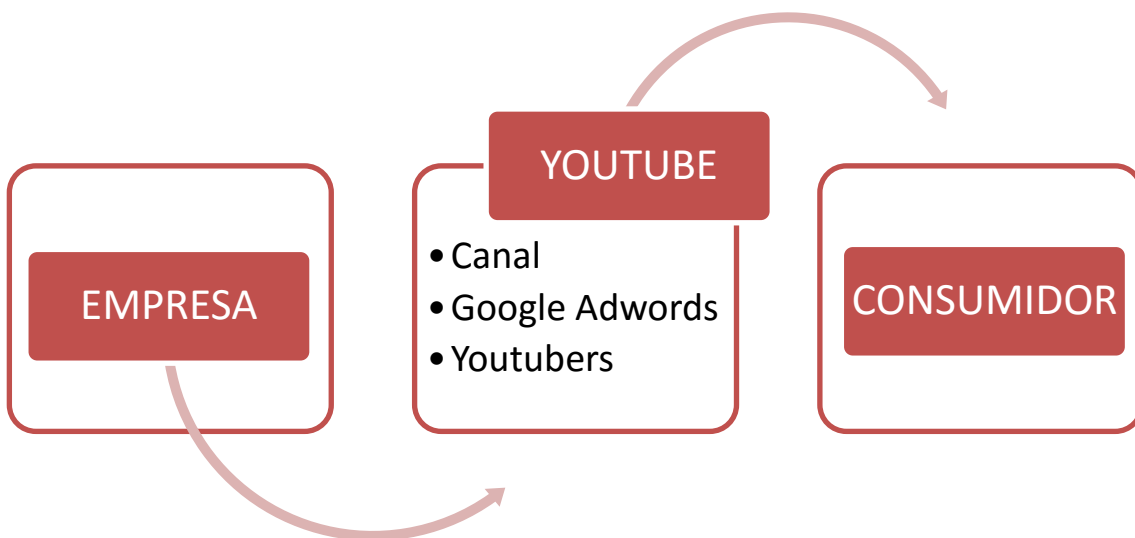 EMPRESA
YOUTUBE
• Canal
• Google Adwords
• Youtubers
CONSUMIDOR